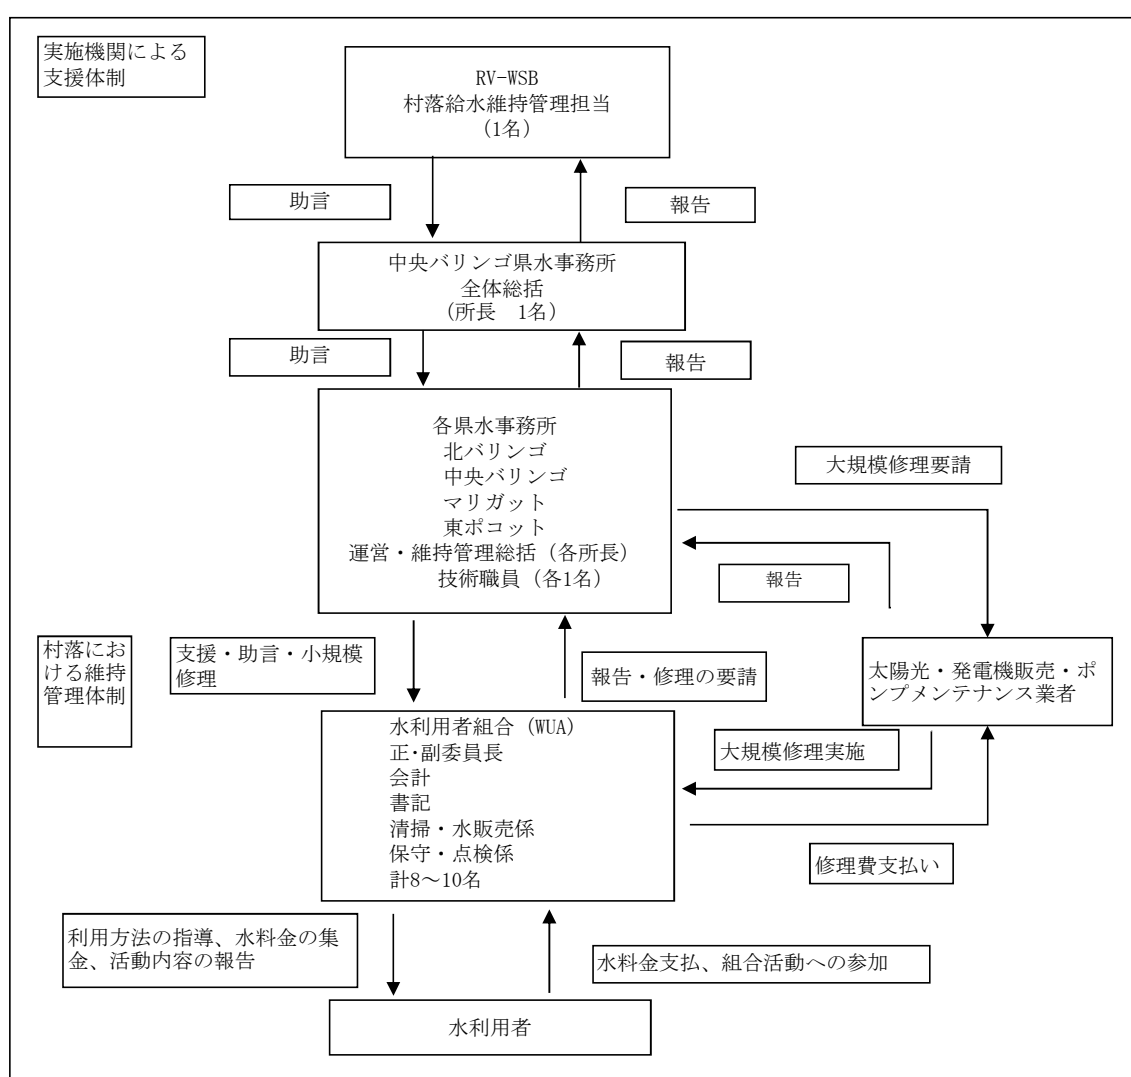 実施機関による
支援体制
RV-WSB
村落給水維持管理担当
(1名)
助言
報告
中央バリンゴ県水事務所
全体総括
(所長　1名)
助言
報告
各県水事務所
北バリンゴ
中央バリンゴ
マリガット
東ポコット
運営・維持管理総括(各所長)
技術職員(各1名)
大規模修理要請
報告
村落にお
ける維持
管理体制
支援・助言・小規模
修理
報告・修理の要請
太陽光・発電機販売・ポ
ンプメンテナンス業者
水利用者組合(WUA)
正・副委員長
会計
書記
清掃・水販売係
保守・点検係
計8～10名
大規模修理実施
修理費支払い
利用方法の指導、水料金の集
金、活動内容の報告
水料金支払、組合活動への参加
水利用者